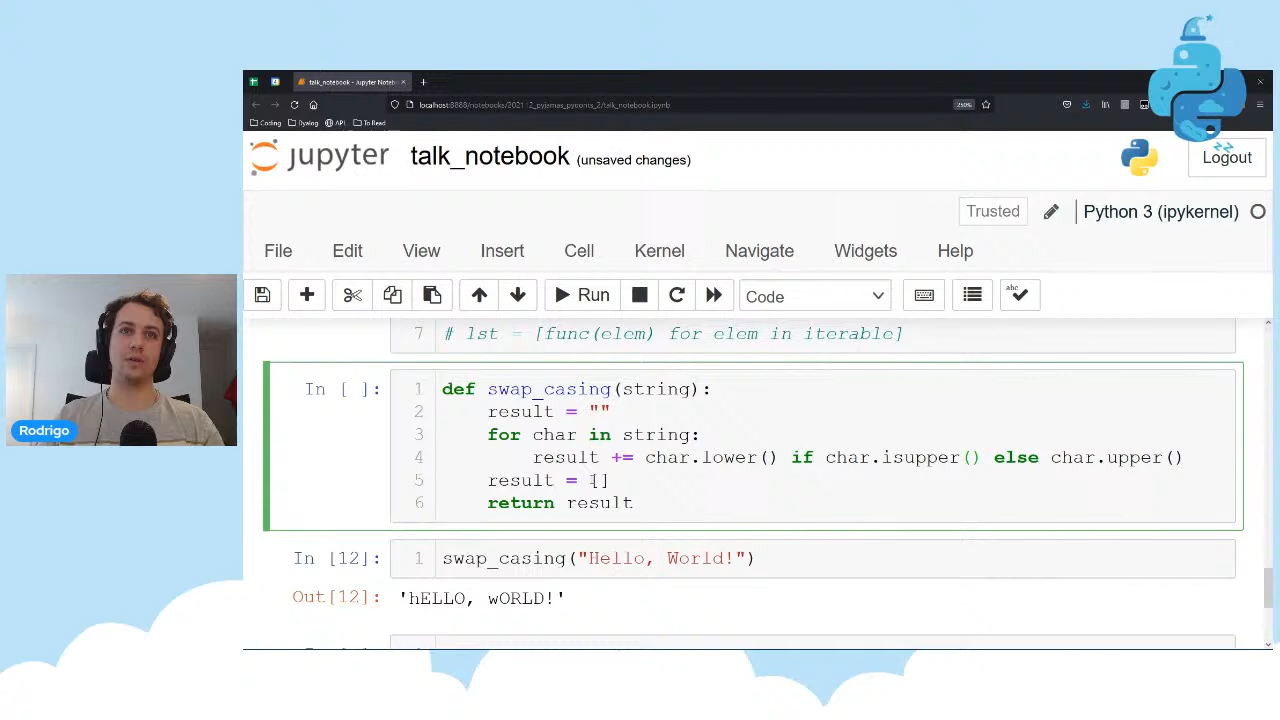 talk_notebook - Jupyter Noteb
localhost:8888/notebooks/202112_pyjamas_pyconts_2/talk_notebook.ipynb
250%
Coding Dyalog API To Read
jupyter talk_notebook (unsaved changes)
Logout
Trusted Python 3 (ipykernel)
File Edit View Insert Cell Kernel Navigate Widgets Help
Run Code abc
7 # lst = [func(elem) for elem in iterable]
In [ ]:
1 def swap_casing(string):
2 result = ""
3 for char in string:
4 result += char.lower() if char.isupper() else char.upper()
5 result = []
6 return result
In [12]: 1 swap_casing("Hello, World!")
Out[12]: 'hELLO, wORLD!'
Rodrigo